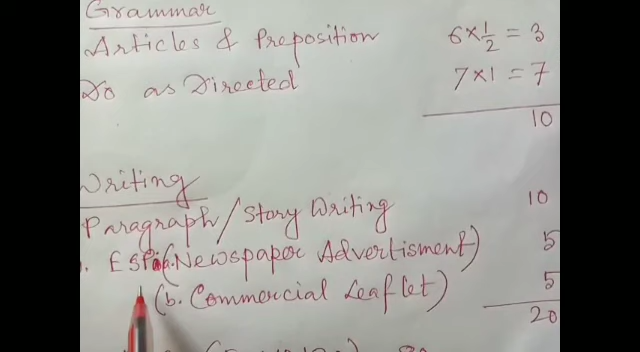 Grammar
Articles & Preposition 6×1/2 = 3
Do as Directed 7×1 = 7
10
Writing
Paragraph/Story Writing 10
ESP (a. Newspaper Advertisment) 5
(b. Commercial Leaflet) 5
20